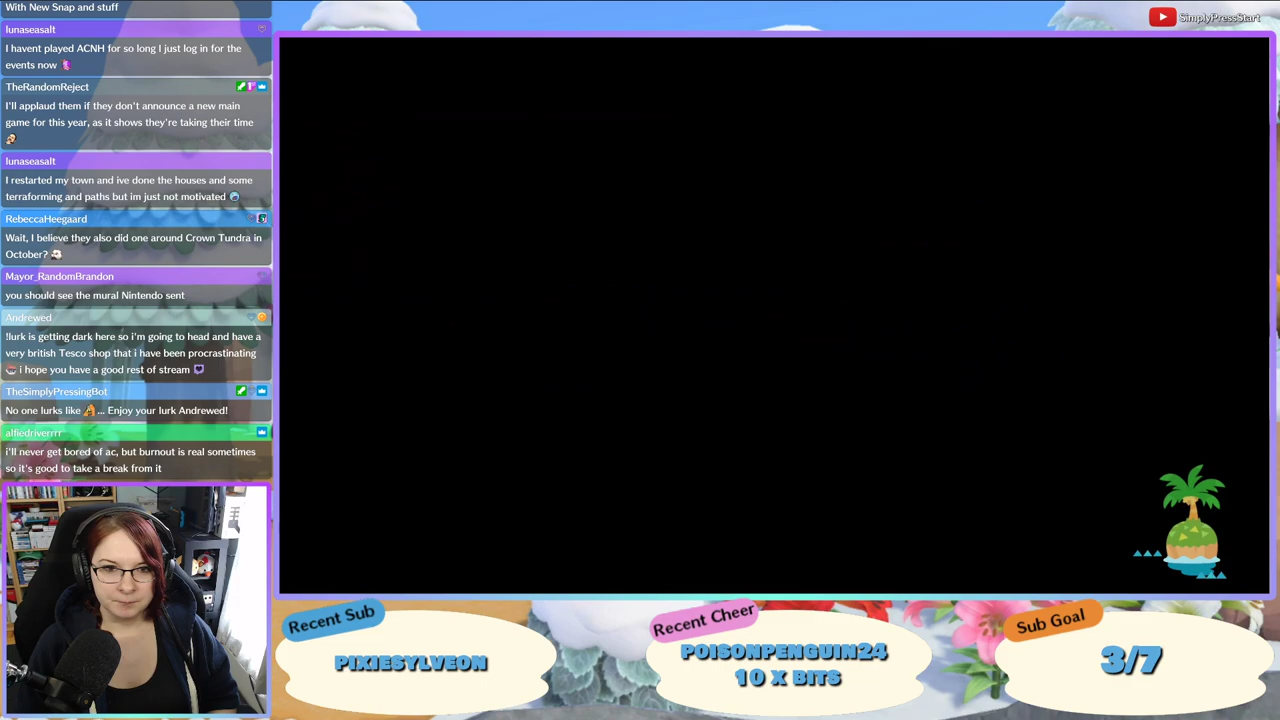 With New Snap and stuff
lunaseasalt
I havent played ACNH for so long I just log in for the
events now
TheRandomReject
I'll applaud them if they don't announce a new main
game for this year, as it shows they're taking their time
lunaseasalt
I restarted my town and ive done the houses and some
terraforming and paths but im just not motivated
RebeccaHeegaard
Wait, I believe they also did one around Crown Tundra in
October?
Mayor_RandomBrandon
you should see the mural Nintendo sent
Andrewed
!lurk is getting dark here so i'm going to head and have a
very british Tesco shop that i have been procrastinating
i hope you have a good rest of stream
TheSimplyPressingBot
No one lurks like ... Enjoy your lurk Andrewed!
alfiedriverrrr
i'll never get bored of ac, but burnout is real sometimes
so it's good to take a break from it
SimplyPressStart
Recent Sub
PIXIESYLVEON
Recent Cheer
POISONPENGUIN24
10 X BITS
Sub Goal
3/7